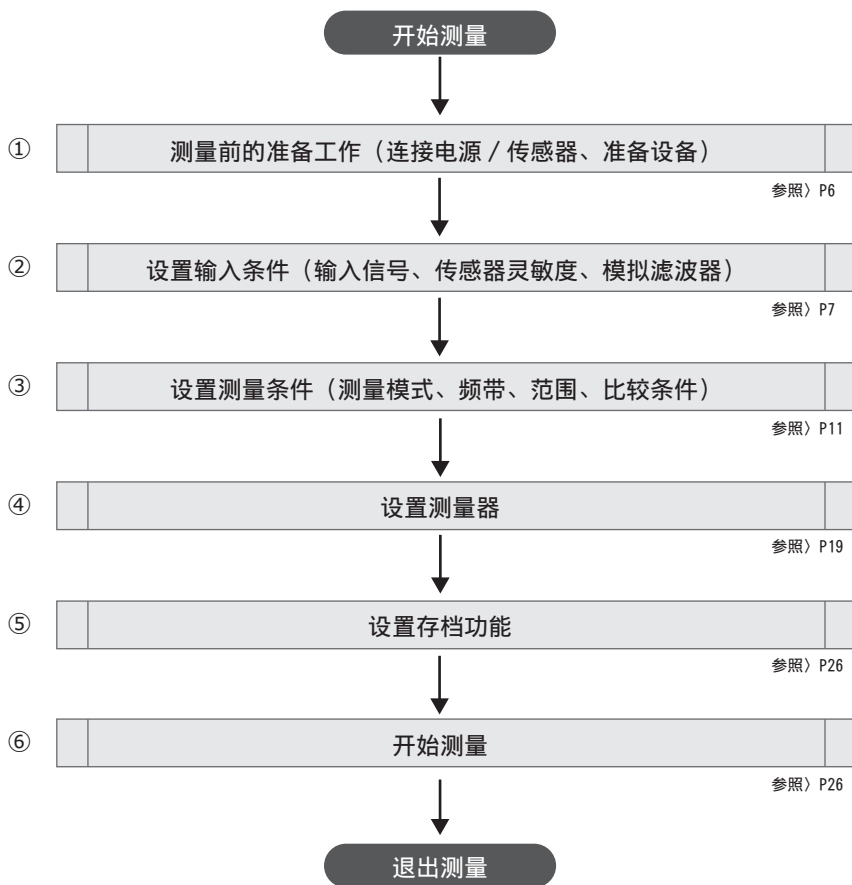 开始测量
① 测量前的准备工作（连接电源 / 传感器、准备设备）
参照〉P6
② 设置输入条件（输入信号、传感器灵敏度、模拟滤波器）
参照〉P7
③ 设置测量条件（测量模式、频带、范围、比较条件）
参照〉P11
④ 设置测量器
参照〉P19
⑤ 设置存档功能
参照〉P26
⑥ 开始测量
参照〉P26
退出测量